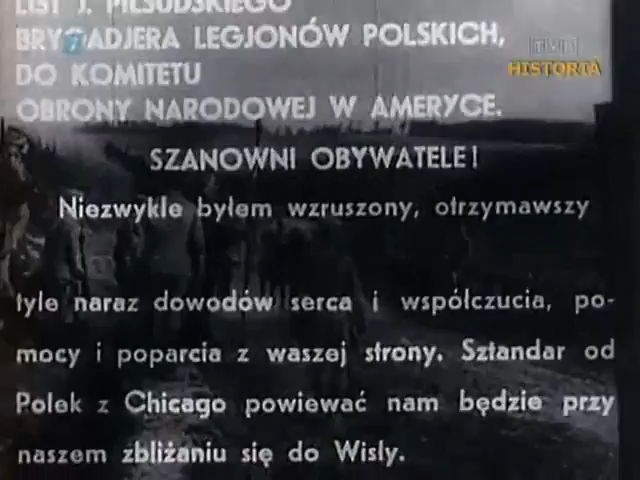 LIST J. PIŁSUDSKIEGO
BRYGADJERA LEGJONÓW POLSKICH,
DO KOMITETU
OBRONY NARODOWEJ W AMERYCE.
SZANOWNI OBYWATELE!
Niezwykle byłem wzruszony, otrzymawszy
tyle naraz dowodów serca i współczucia, po-
mocy i poparcia z waszej strony. Sztandar od
Polek z Chicago powiewać nam będzie przy
naszem zbliżaniu się do Wisly.
HISTORIA